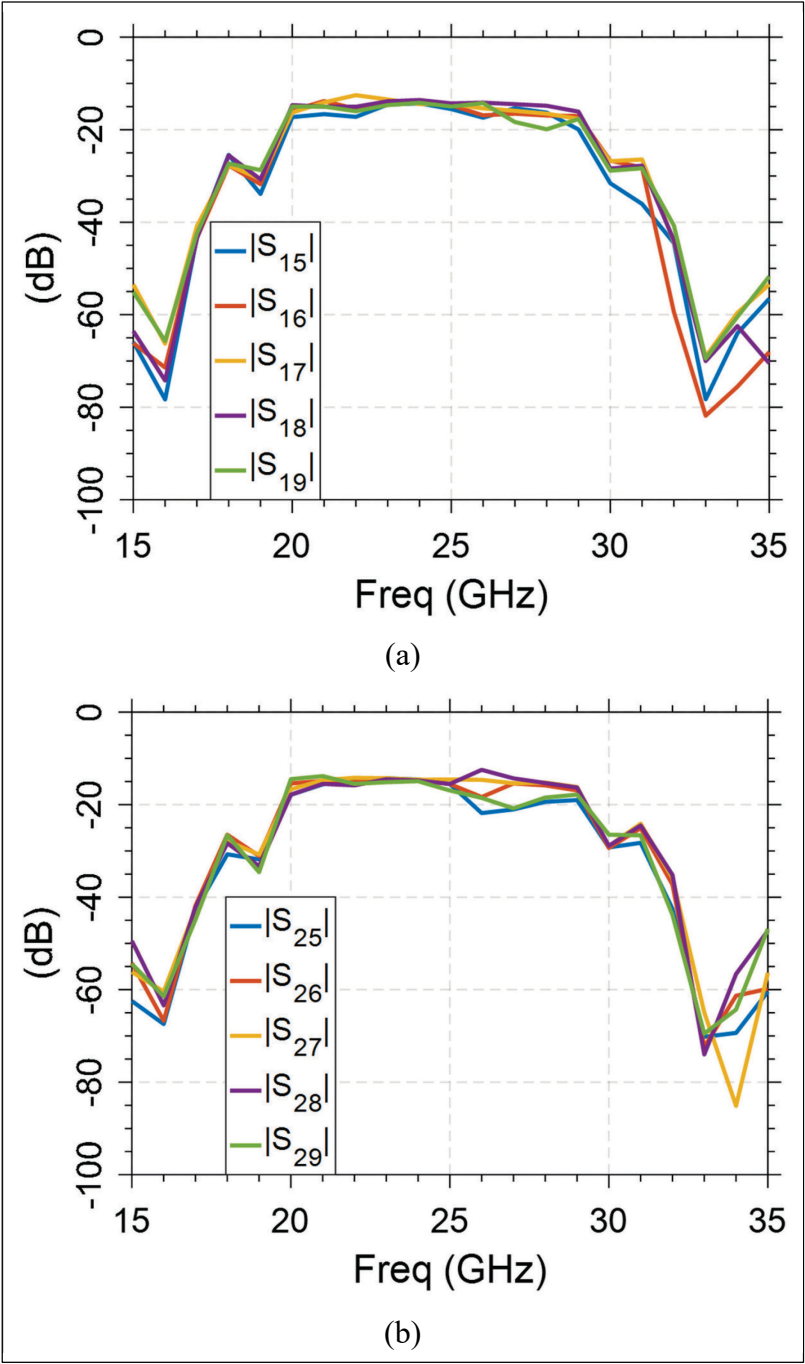 0
-20
-40
-60
-80
-100
(dB)
|S15|
|S16|
|S17|
|S18|
|S19|
15 20 25 30 35
Freq (GHz)
(a)
0
-20
-40
-60
-80
-100
(dB)
|S25|
|S26|
|S27|
|S28|
|S29|
15 20 25 30 35
Freq (GHz)
(b)